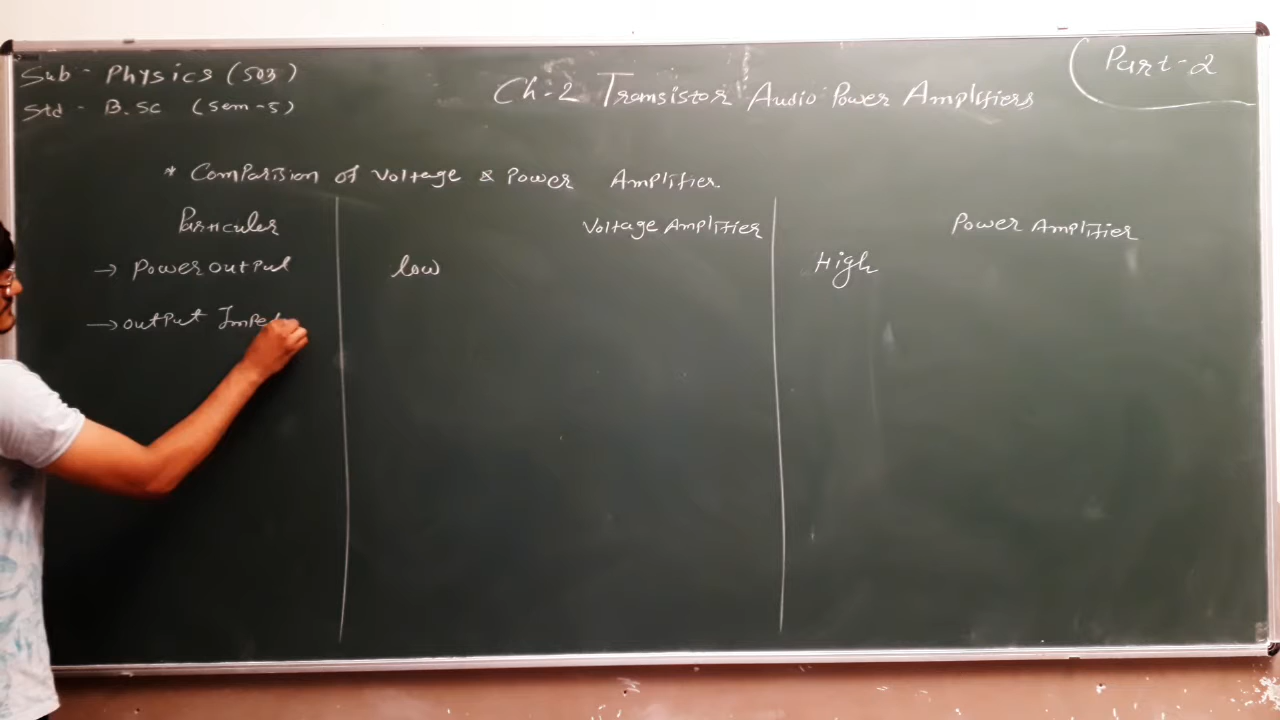 Sub - Physics (503)
Std - B.Sc (Sem-5)
Ch-2 Transistor Audio Power Amplifiers
Part-2
* Comparision of Voltage & Power Amplifier
Particuler
Voltage Amplifier
Power Amplifier
→ Power output
low
High
→ output Imped